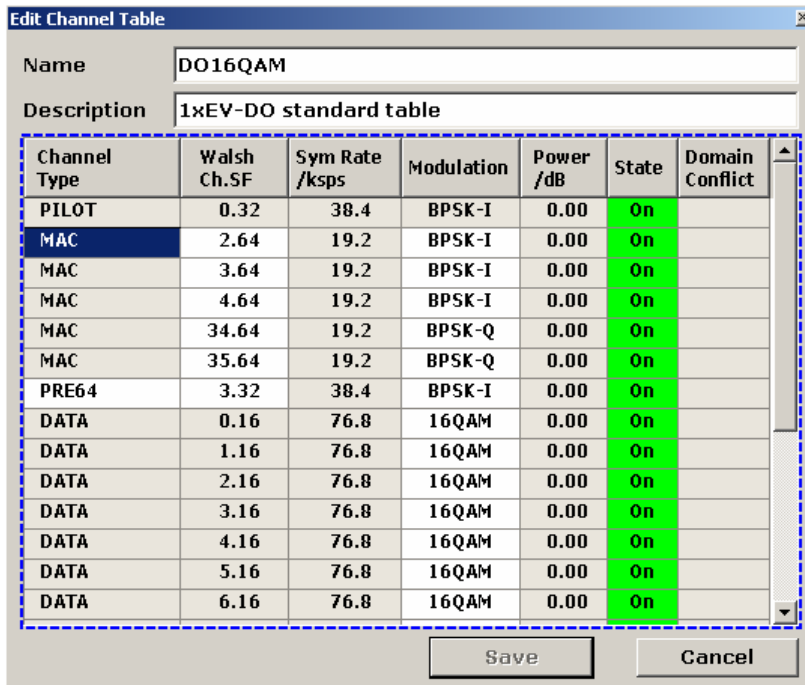 Edit Channel Table
Name DO16QAM
Description 1xEV-DO standard table
Channel Type Walsh Ch.SF Sym Rate /ksps Modulation Power /dB State Domain Conflict
PILOT 0.32 38.4 BPSK-I 0.00 On
MAC 2.64 19.2 BPSK-I 0.00 On
MAC 3.64 19.2 BPSK-I 0.00 On
MAC 4.64 19.2 BPSK-I 0.00 On
MAC 34.64 19.2 BPSK-Q 0.00 On
MAC 35.64 19.2 BPSK-Q 0.00 On
PRE64 3.32 38.4 BPSK-I 0.00 On
DATA 0.16 76.8 16QAM 0.00 On
DATA 1.16 76.8 16QAM 0.00 On
DATA 2.16 76.8 16QAM 0.00 On
DATA 3.16 76.8 16QAM 0.00 On
DATA 4.16 76.8 16QAM 0.00 On
DATA 5.16 76.8 16QAM 0.00 On
DATA 6.16 76.8 16QAM 0.00 On
Save Cancel